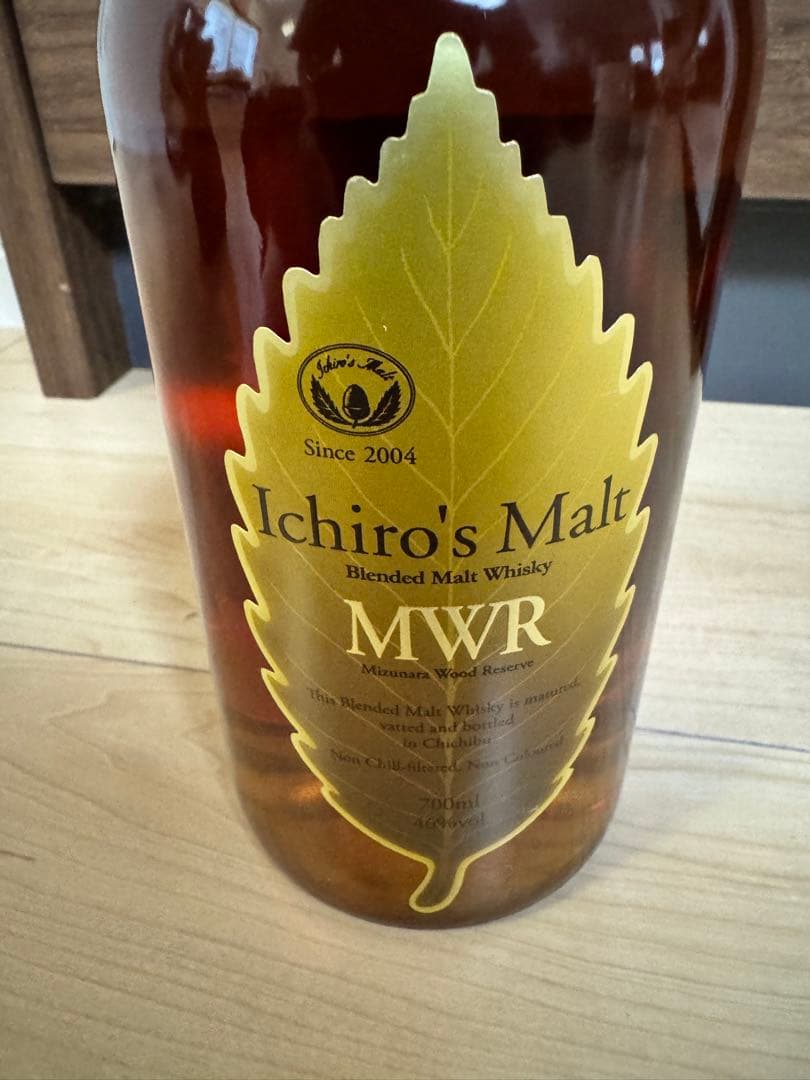 Ichiro's Malt
Since 2004
Ichiro's Malt
Blended Malt Whisky
MWR
Mizunara Wood Reserve
This Blended Malt Whisky is matured,
vatted and bottled
in Chichibu
Non Chill-filtered, Non Coloured
700ml
46%vol